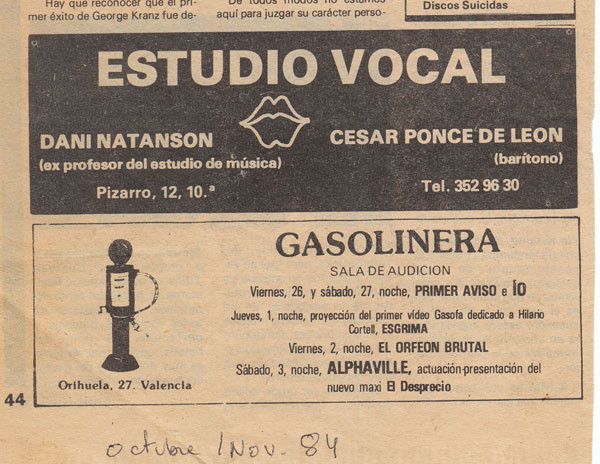 Hay que reconocer que el pri-
mer éxito de George Kranz fue de-
De todos modos no estamos
aquí para juzgar su carácter perso-
Discos Suicidas
ESTUDIO VOCAL
DANI NATANSON
(ex profesor del estudio de música)
Pizarro, 12, 10.ª
CESAR PONCE DE LEON
(barítono)
Tel. 352 96 30
GASOLINERA
SALA DE AUDICION
Viernes, 26, y sábado, 27, noche, PRIMER AVISO e ÍO
Jueves, 1, noche, proyección del primer vídeo Gasofa dedicado a Hilario
Cortell, ESGRIMA
Viernes, 2, noche, EL ORFEON BRUTAL
Sábado, 3, noche, ALPHAVILLE, actuación-presentación del
nuevo maxi El Desprecio
Orihuela, 27. Valencia
44
octubre / Nov. 84